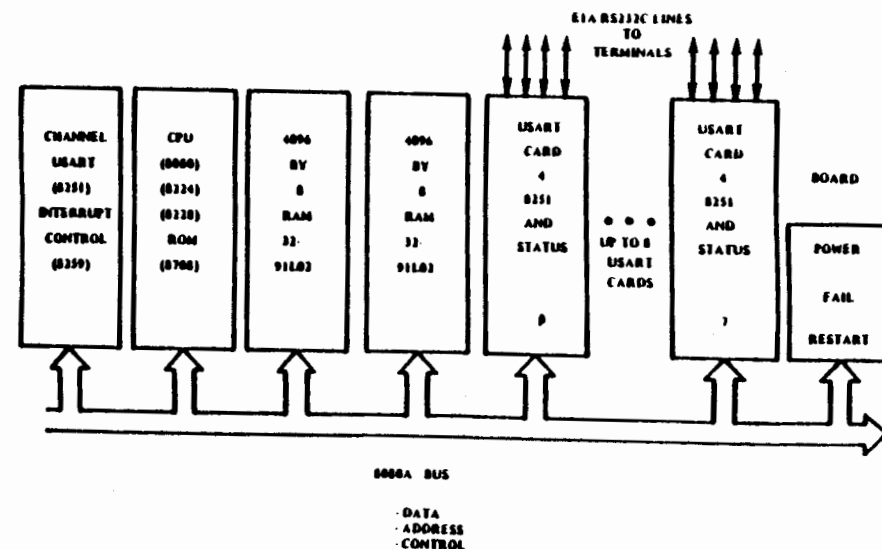 EIA RS232C LINES
TO
TERMINALS
CHANNEL
USART
(8251)
INTERRUPT
CONTROL
(8259)
CPU
(8080)
(8224)
(8228)
ROM
(8708)
4096
BY
8
RAM
32-
91L02
4096
BY
8
RAM
32-
91L02
USART
CARD
4
8251
AND
STATUS
0
• • •
UP TO 8
USART
CARDS
USART
CARD
4
8251
AND
STATUS
7
BOARD
POWER
FAIL
RESTART
8080A BUS
· DATA
· ADDRESS
· CONTROL